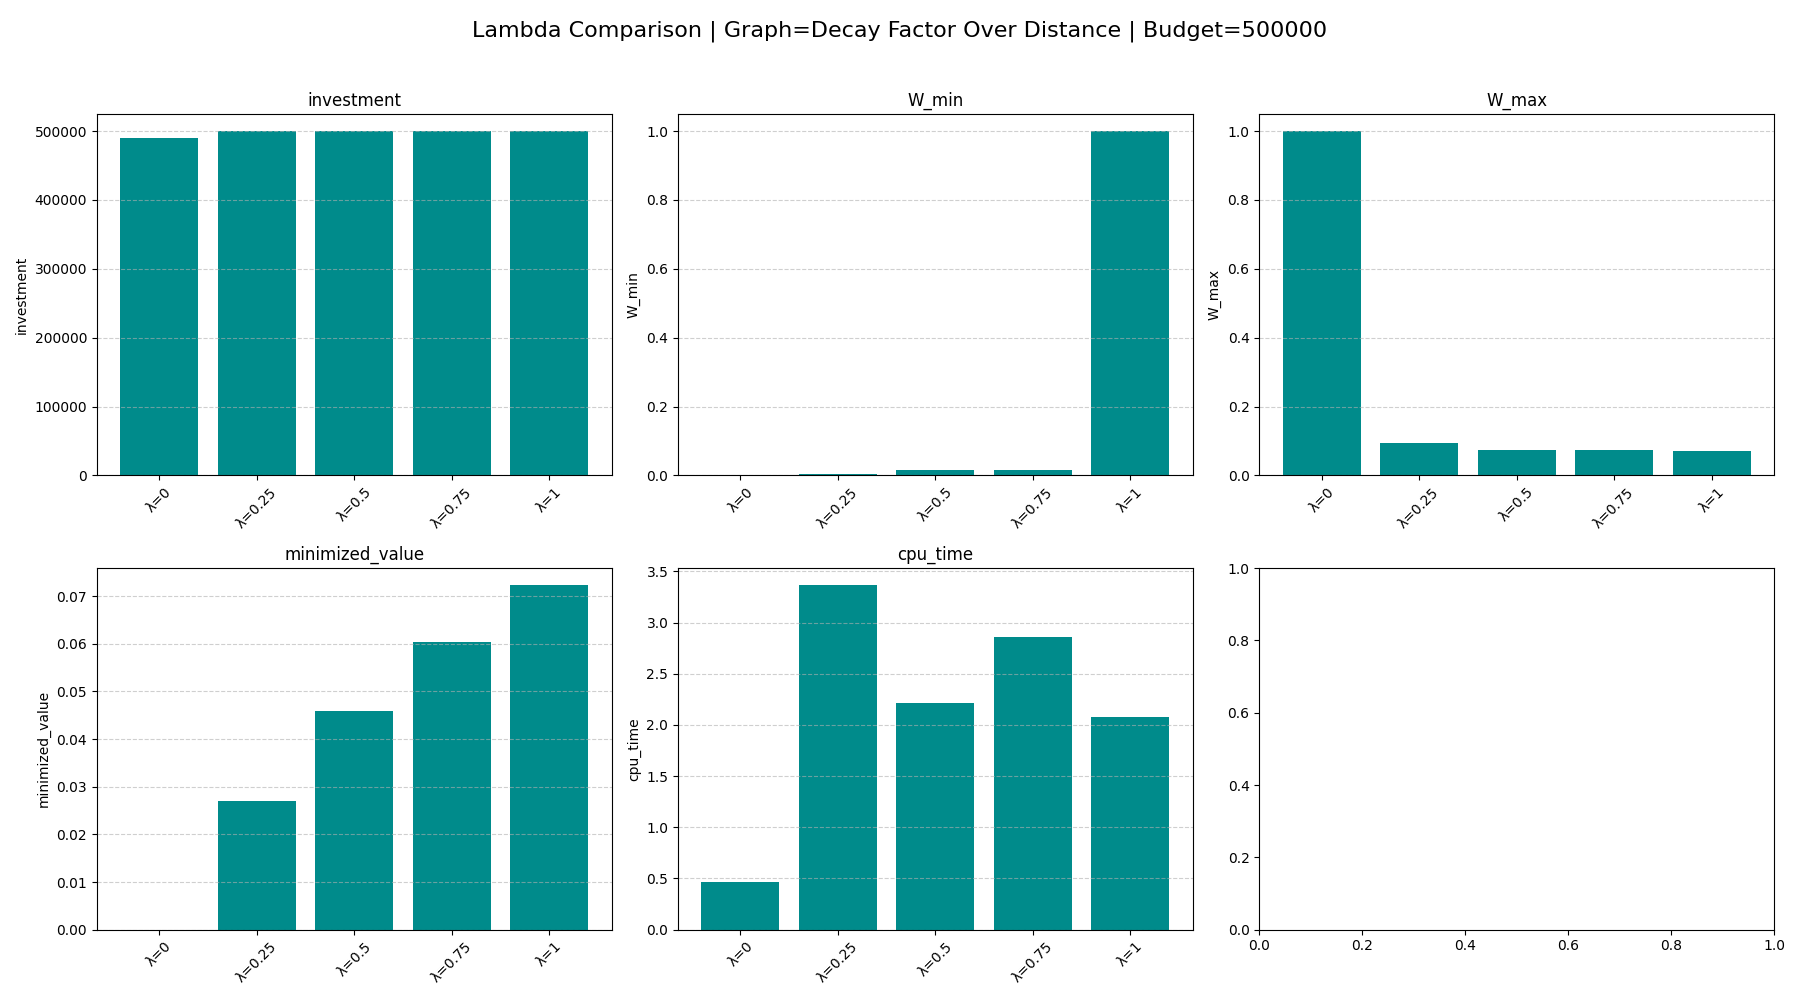 Lambda Comparison | Graph=Decay Factor Over Distance | Budget=500000
investment
investment
500000
400000
300000
200000
100000
0
λ=0
λ=0.25
λ=0.5
λ=0.75
λ=1
W_min
W_min
1.0
0.8
0.6
0.4
0.2
0.0
λ=0
λ=0.25
λ=0.5
λ=0.75
λ=1
W_max
W_max
1.0
0.8
0.6
0.4
0.2
0.0
λ=0
λ=0.25
λ=0.5
λ=0.75
λ=1
minimized_value
minimized_value
0.07
0.06
0.05
0.04
0.03
0.02
0.01
0.00
λ=0
λ=0.25
λ=0.5
λ=0.75
λ=1
cpu_time
cpu_time
3.5
3.0
2.5
2.0
1.5
1.0
0.5
0.0
λ=0
λ=0.25
λ=0.5
λ=0.75
λ=1
1.0
0.8
0.6
0.4
0.2
0.0
0.0 0.2 0.4 0.6 0.8 1.0